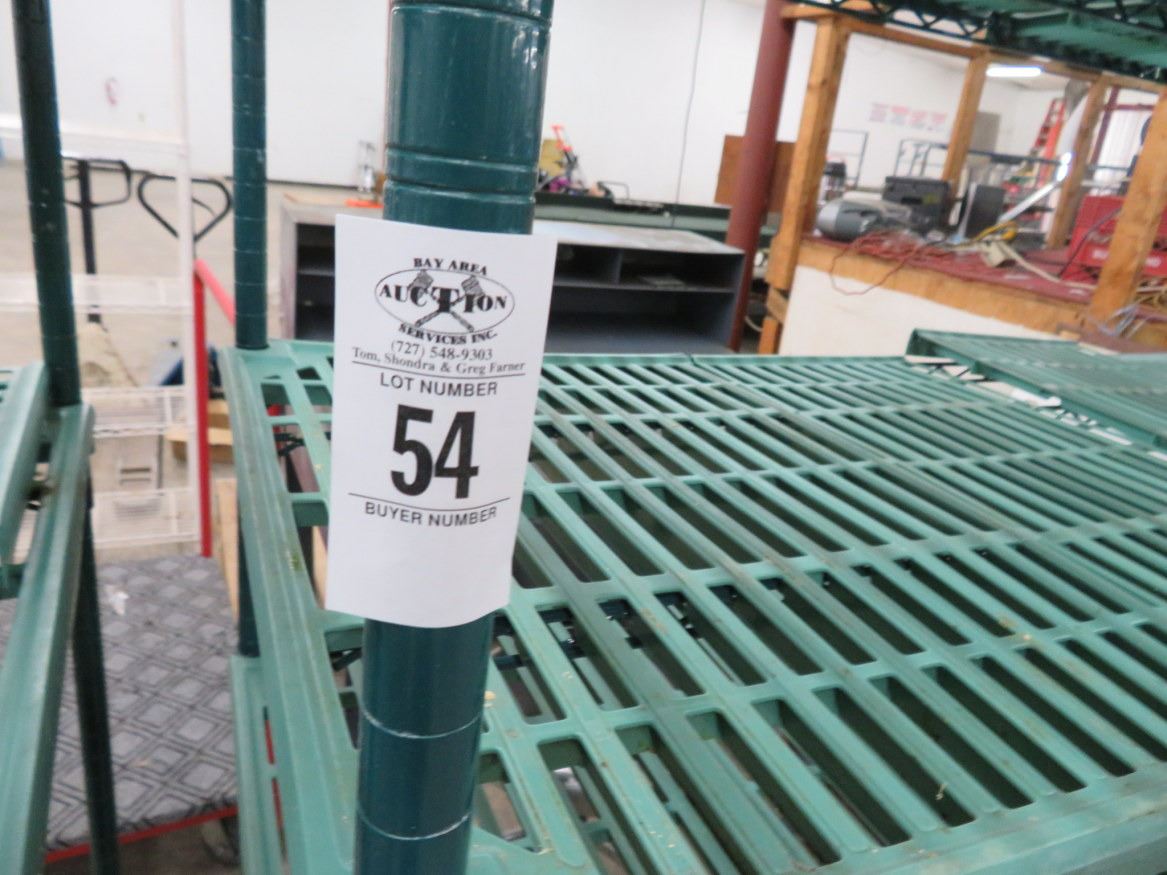 BAY AREA
AUCTION
SERVICES INC.
(727) 548-9303
Tom, Shondra & Greg Farner
LOT NUMBER
54
BUYER NUMBER